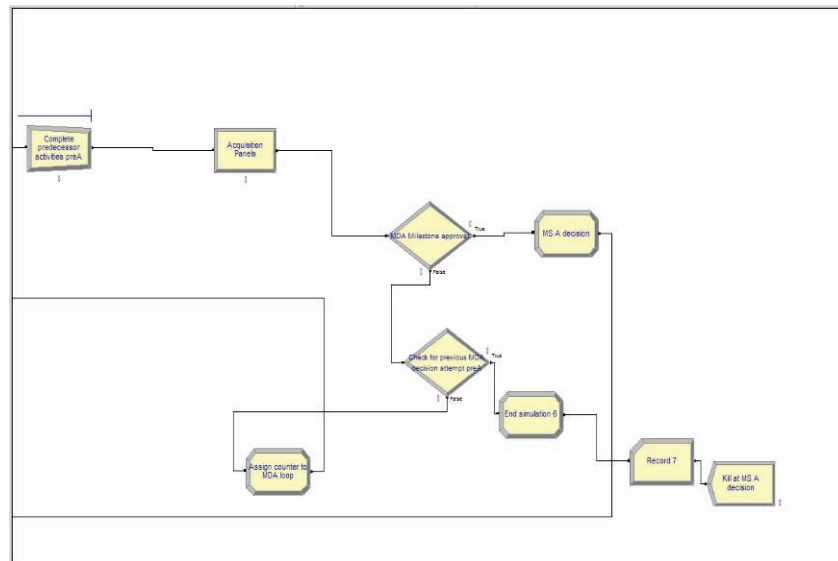 Complete
predecessor
activities preA
Acquisition
Panels
MDA Milestone approval
True
False
MS A decision
Check for previous MDA
decision attempt preA
True
False
End simulation 6
Assign counter to
MDA loop
Record 7
Kill at MS A
decision